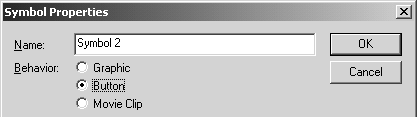 Symbol Properties
Name: Symbol 2 OK
Behavior: Graphic Cancel
Button
Movie Clip